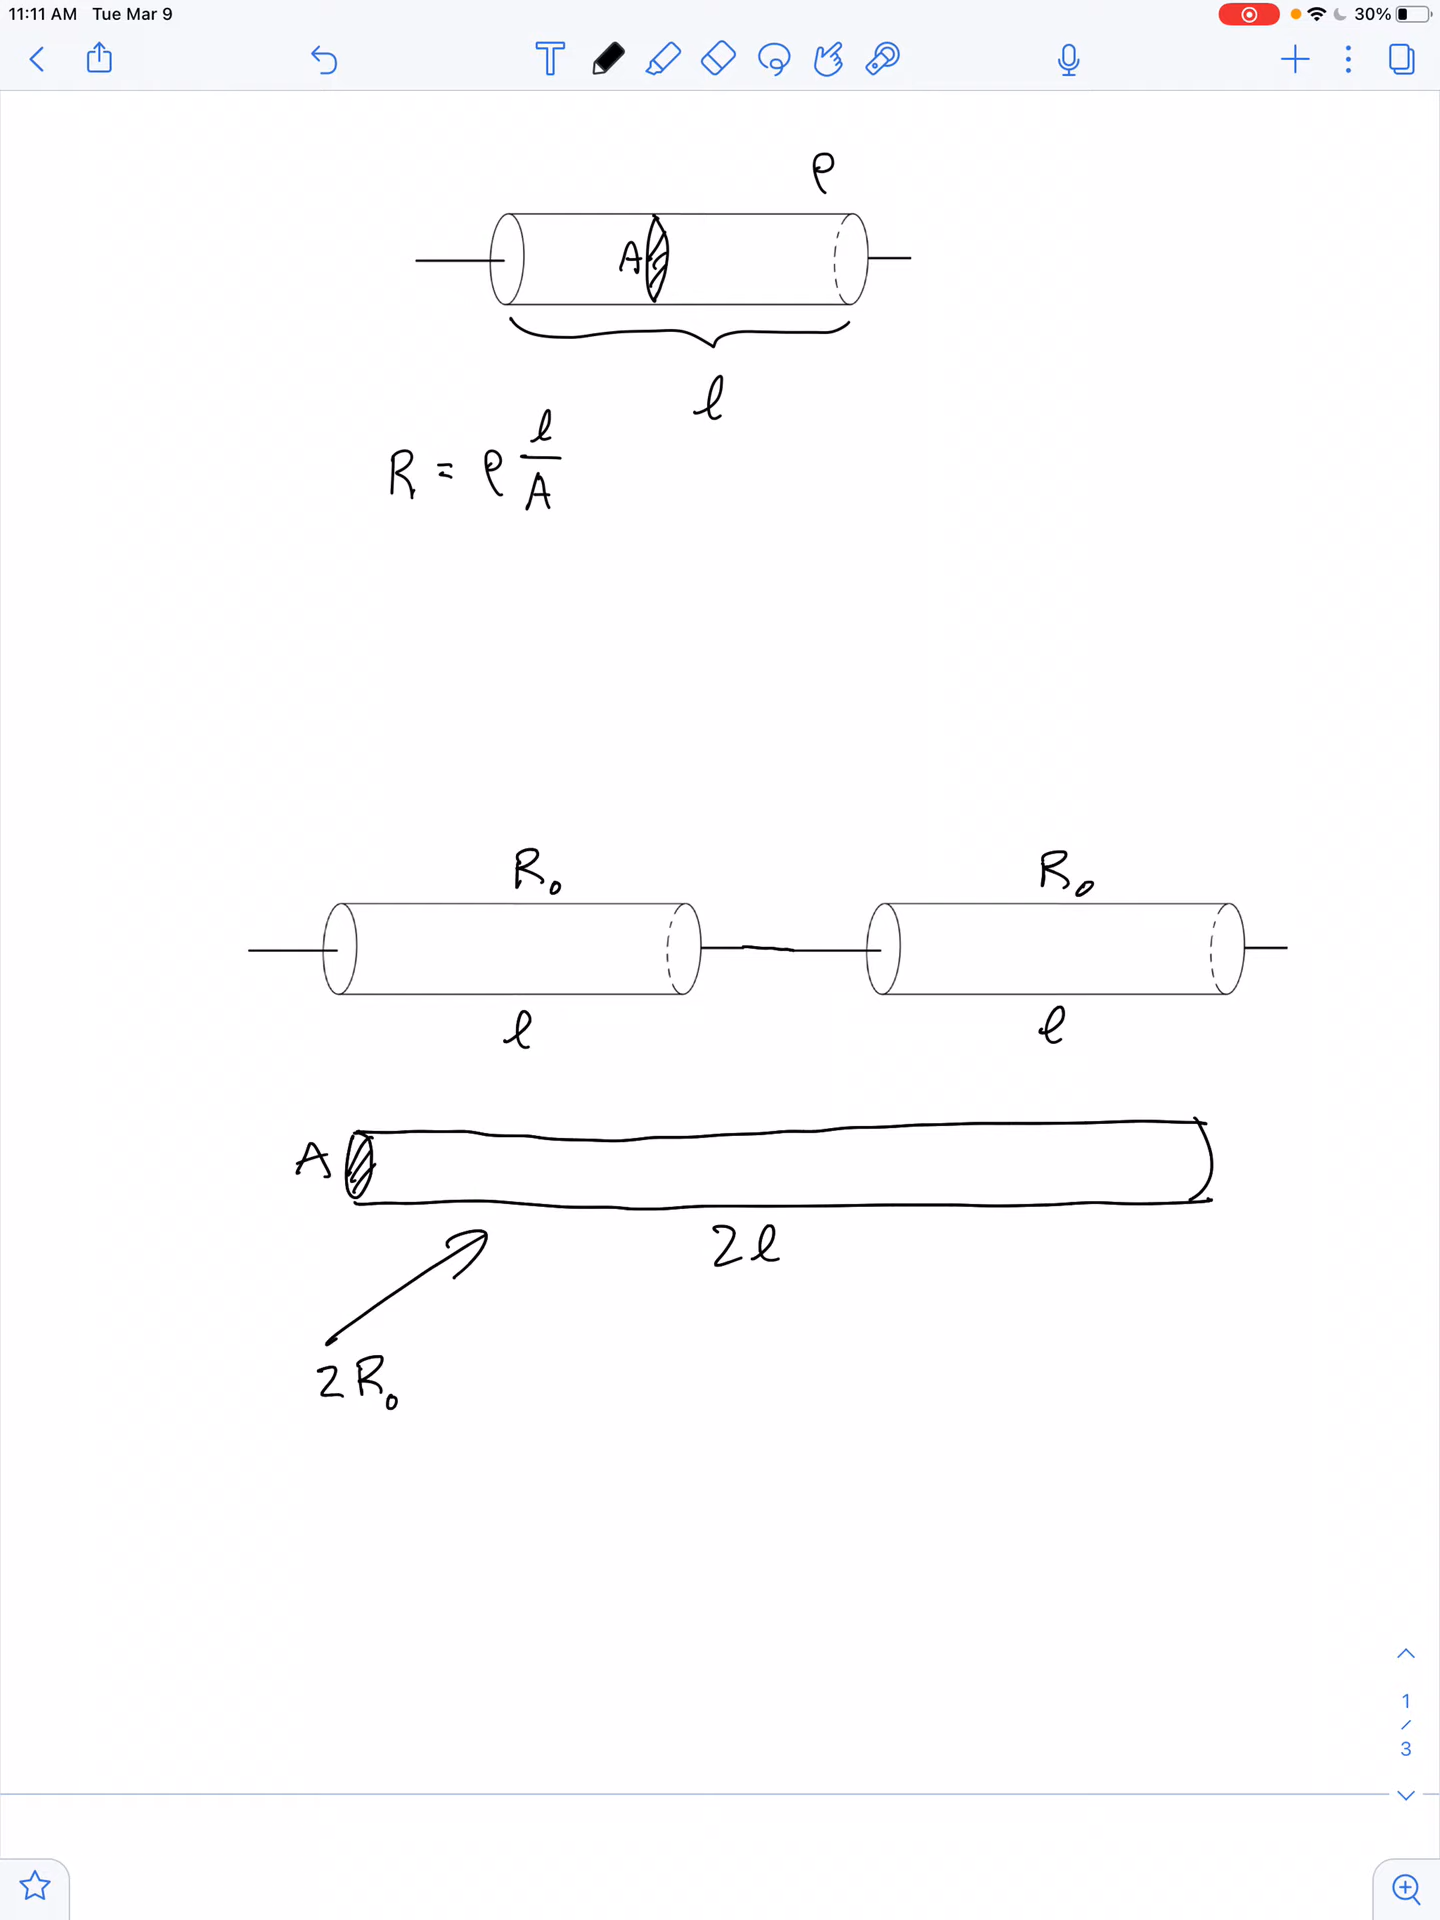 11:11 AM Tue Mar 9 30%
T
ρ
A
l
R = ρ l/A
R₀ R₀
l l
A
2l
2R₀
1
/
3